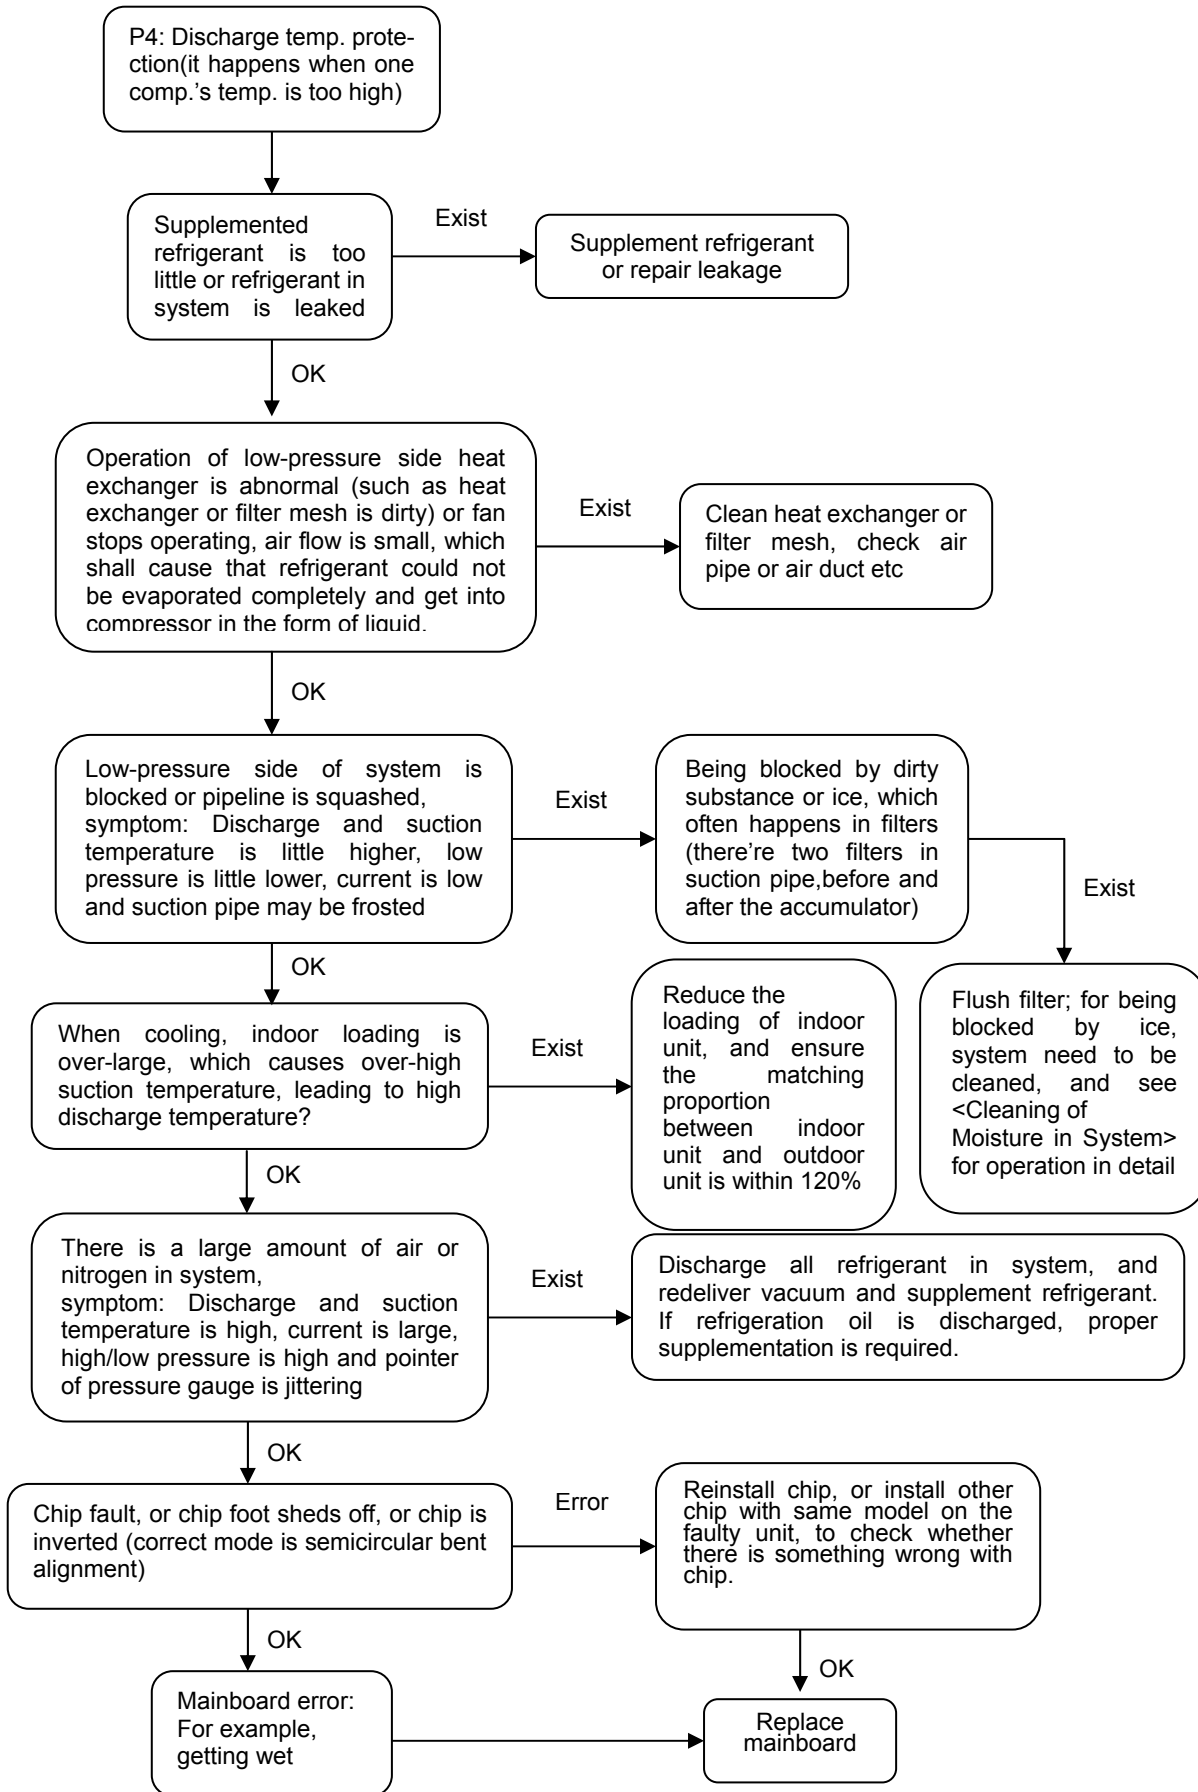 P4: Discharge temp. prote-
ction(it happens when one
comp.'s temp. is too high)
Supplemented
refrigerant is too
little or refrigerant in
system is leaked
Exist
Supplement refrigerant
or repair leakage
OK
Operation of low-pressure side heat
exchanger is abnormal (such as heat
exchanger or filter mesh is dirty) or fan
stops operating, air flow is small, which
shall cause that refrigerant could not
be evaporated completely and get into
compressor in the form of liquid.
Exist
Clean heat exchanger or
filter mesh, check air
pipe or air duct etc
OK
Low-pressure side of system is
blocked or pipeline is squashed,
symptom: Discharge and suction
temperature is little higher, low
pressure is little lower, current is low
and suction pipe may be frosted
Exist
Being blocked by dirty
substance or ice, which
often happens in filters
(there're two filters in
suction pipe,before and
after the accumulator)
Exist
Flush filter; for being
blocked by ice,
system need to be
cleaned, and see
<Cleaning of
Moisture in System>
for operation in detail
OK
When cooling, indoor loading is
over-large, which causes over-high
suction temperature, leading to high
discharge temperature?
Exist
Reduce the
loading of indoor
unit, and ensure
the matching
proportion
between indoor
unit and outdoor
unit is within 120%
OK
There is a large amount of air or
nitrogen in system,
symptom: Discharge and suction
temperature is high, current is large,
high/low pressure is high and pointer
of pressure gauge is jittering
Exist
Discharge all refrigerant in system, and
redeliver vacuum and supplement refrigerant.
If refrigeration oil is discharged, proper
supplementation is required.
OK
Chip fault, or chip foot sheds off, or chip is
inverted (correct mode is semicircular bent
alignment)
Error
Reinstall chip, or install other
chip with same model on the
faulty unit, to check whether
there is something wrong with
chip.
OK
OK
Mainboard error:
For example,
getting wet
Replace
mainboard